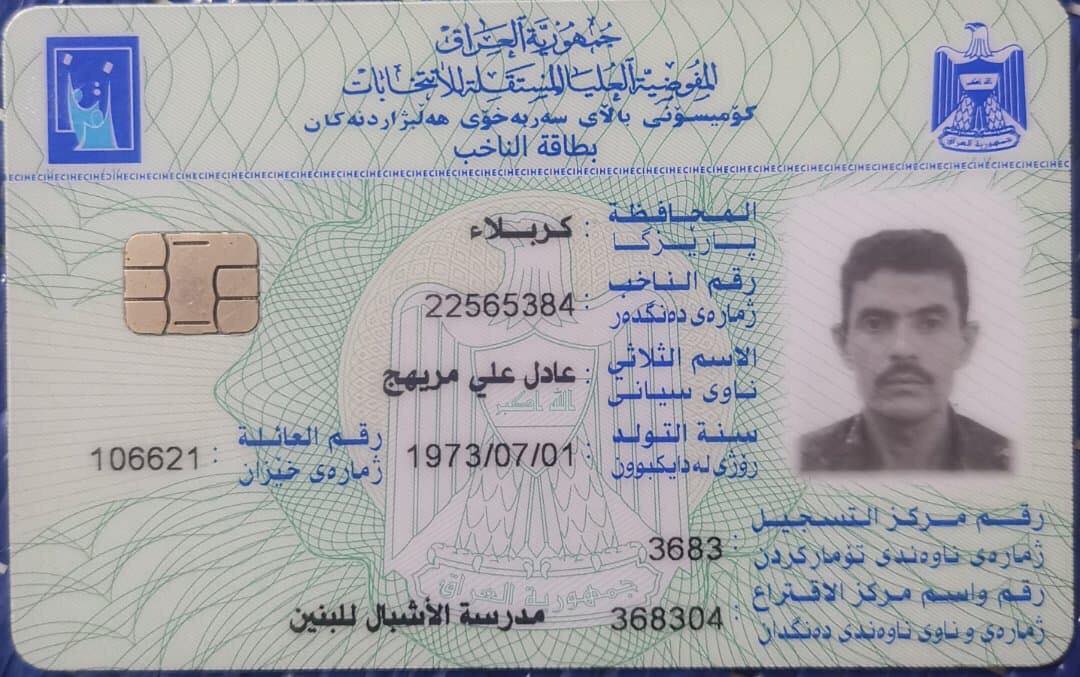 جمهورية العراق
المفوضية العليا المستقلة للانتخابات
كۆمیسۆنی باڵای سەربەخۆی هەڵبژاردنەکان
بطاقة الناخب
المحافظة : كربلاء
پارێزگا
رقم الناخب : 22565384
ژمارەی دەنگدەر
الاسم الثلاثي : عادل علي مريهج
ناوی سیانی
سنة التولد : 1973/07/01 رقم العائلة : 106621
رۆژی لەدایکبوون ژمارەی خێزان
رقم مركز التسجيل : 3683
ژمارەی ناوەندی تۆمارکردن
رقم واسم مركز الاقتراع : 368304 مدرسة الأشبال للبنين
ژمارەی و ناوی ناوەندی دەنگدان
الله اكبر
جمهورية العراق